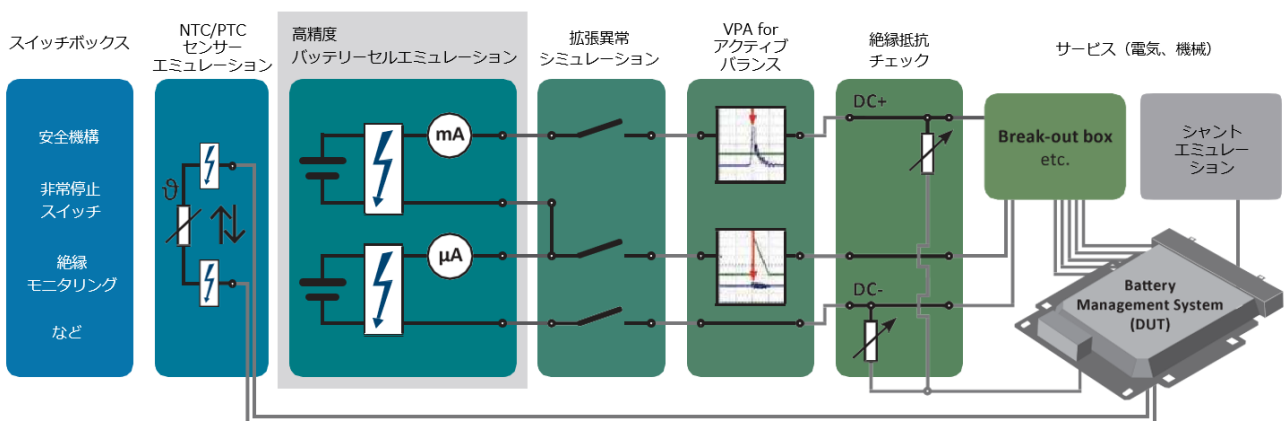 スイッチボックス
安全機構
非常停止
スイッチ
絶縁
モニタリング
など
NTC/PTC
センサー
エミュレーション
ϑ
高精度
バッテリーセルエミュレーション
mA
µA
拡張異常
シミュレーション
VPA for
アクティブ
バランス
絶縁抵抗
チェック
DC+
DC-
サービス（電気、機械）
Break-out box
etc.
シャント
エミュレー
ション
Battery
Management System
(DUT)